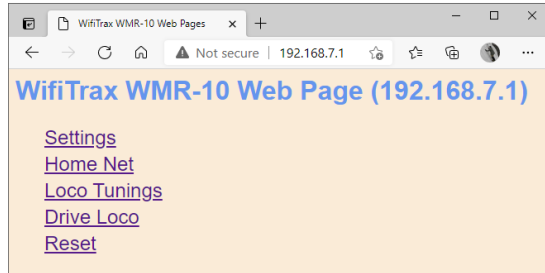 WifiTrax WMR-10 Web Pages
Not secure | 192.168.7.1
WifiTrax WMR-10 Web Page (192.168.7.1)
Settings
Home Net
Loco Tunings
Drive Loco
Reset